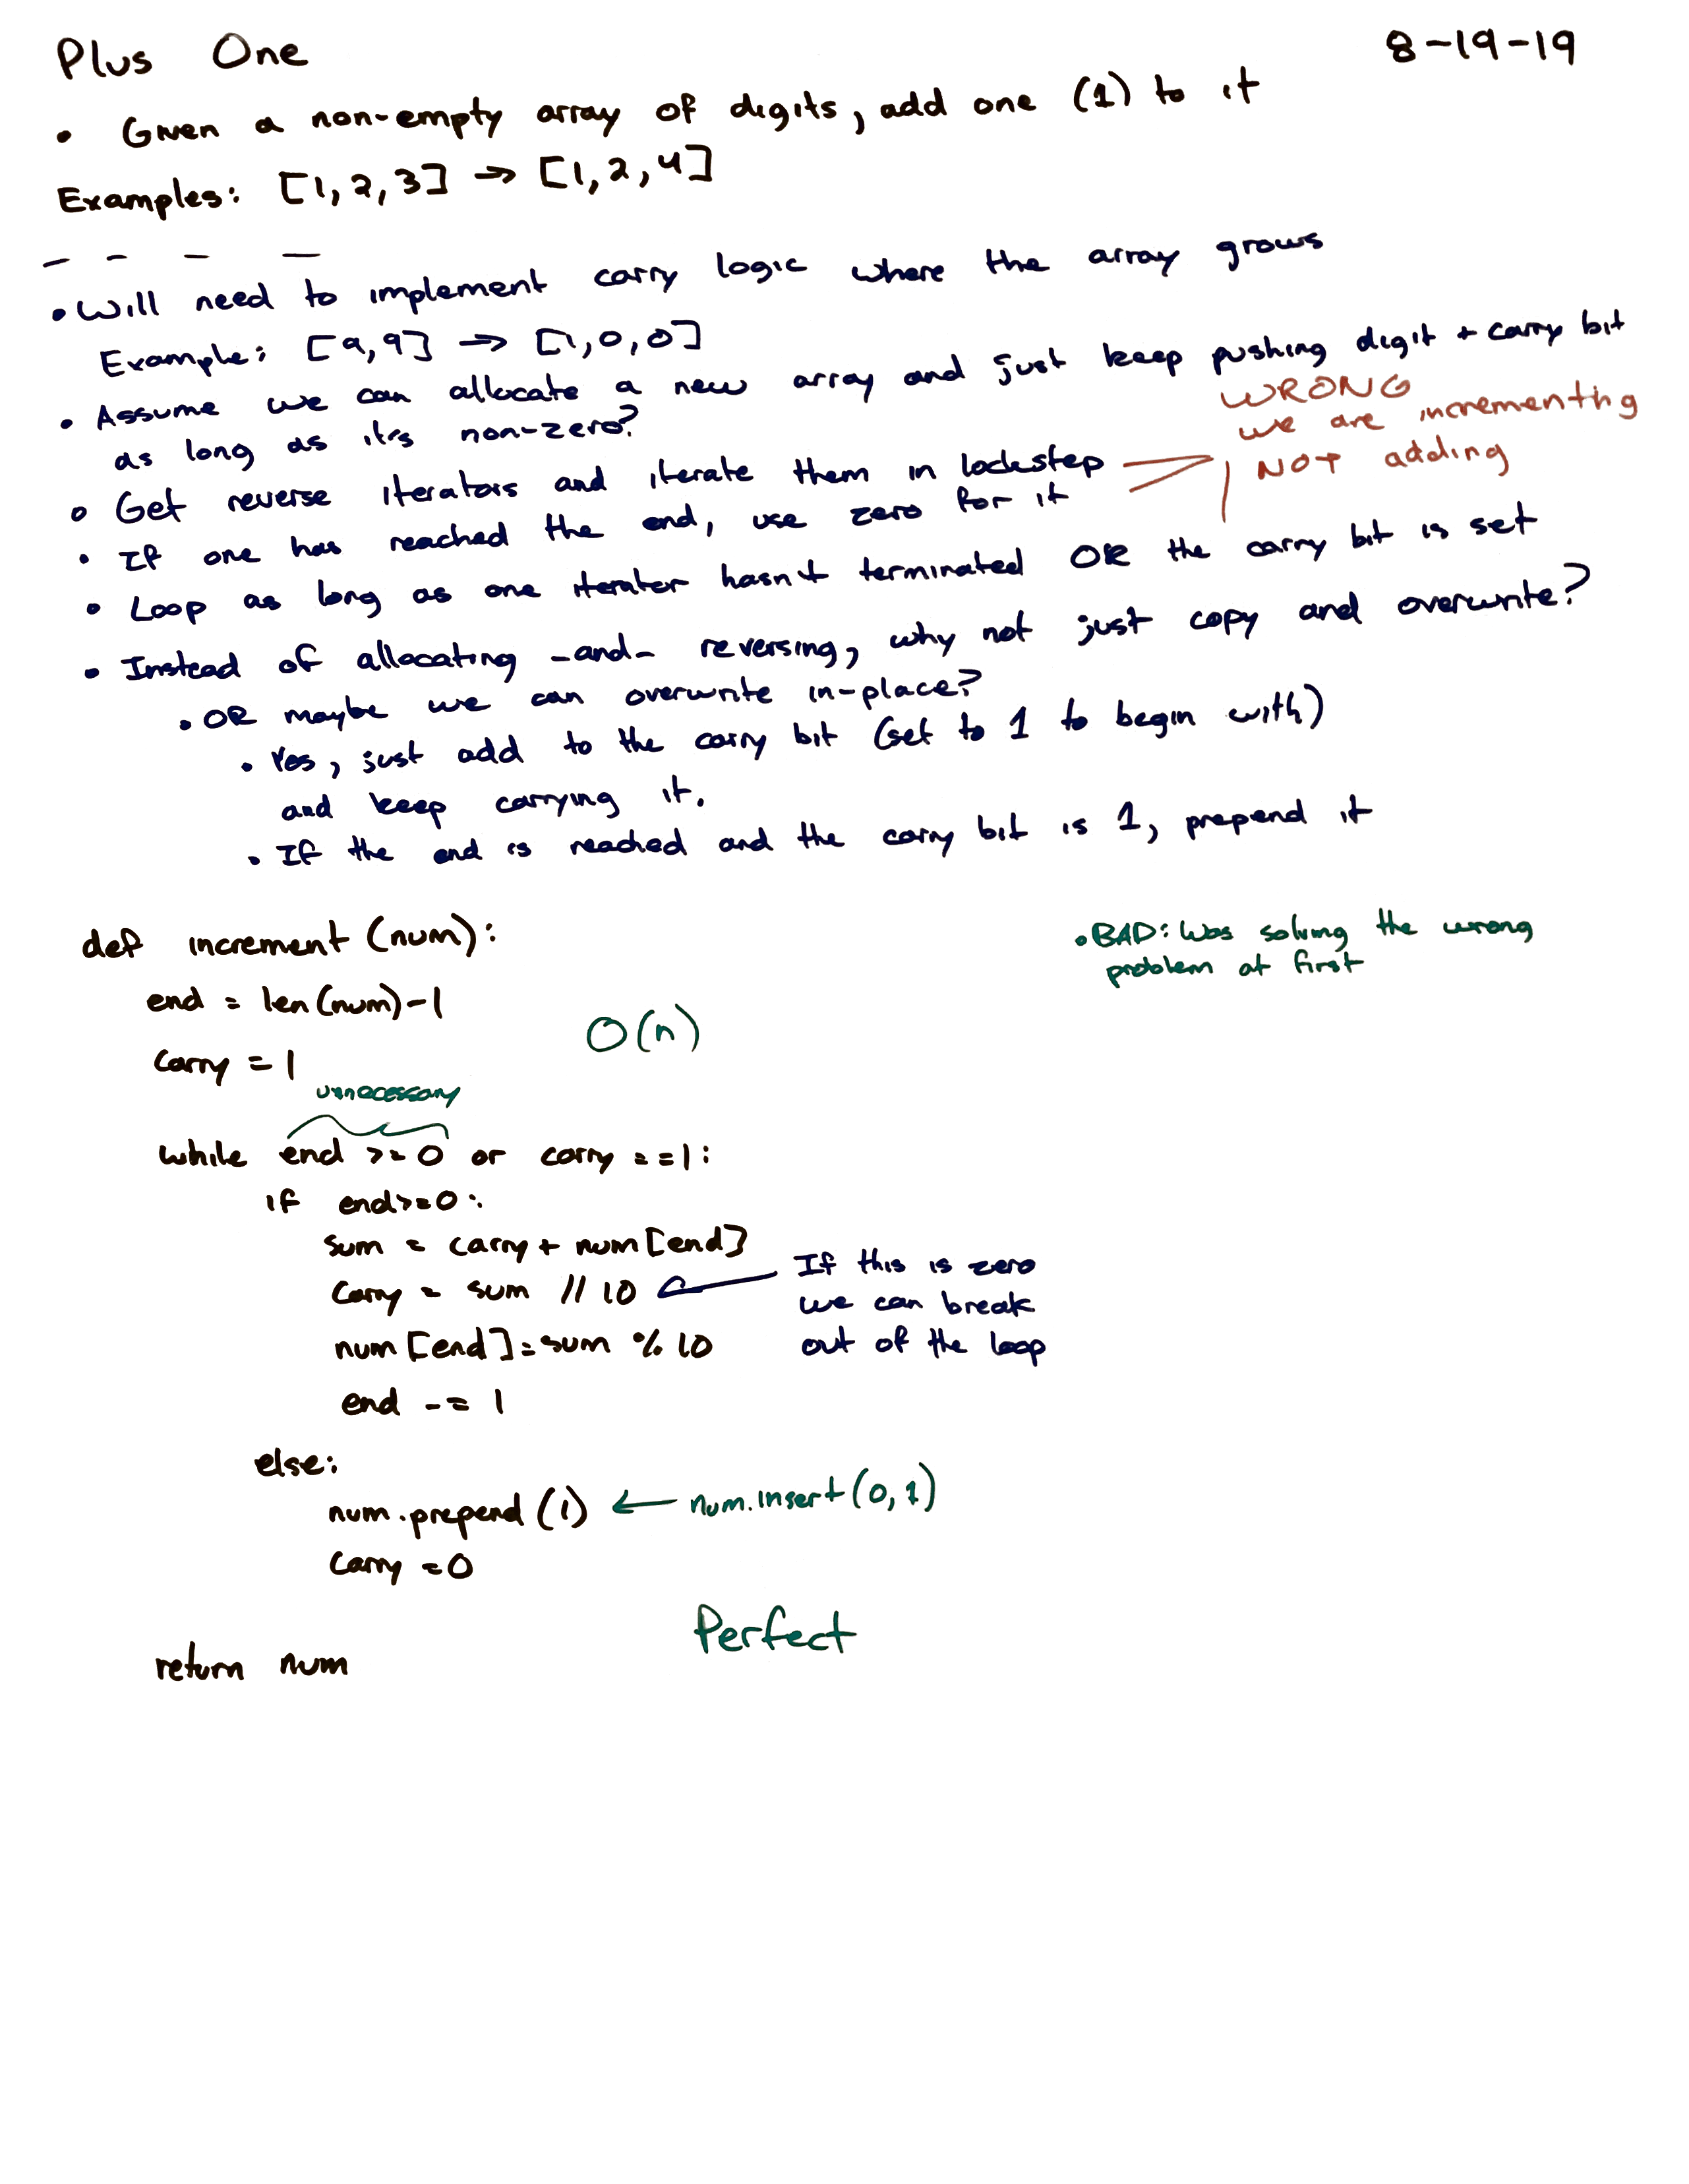 Plus One
8-19-19
• Given a non-empty array of digits, add one (1) to it
Examples: [1, 2, 3] → [1, 2, 4]
- - - -
• Will need to implement carry logic where the array grows
Example: [9, 9] → [1, 0, 0]
• Assume we can allocate a new array and just keep pushing digit + carry bit
as long as it's non-zero?
WRONG
we are incrementing
NOT adding
• Get reverse iterators and iterate them in lockstep
• If one has reached the end, use zero for it
• Loop as long as one iterator hasn't terminated OR the carry bit is set
• Instead of allocating -and- reversing, why not just copy and overwrite?
• OR maybe we can overwrite in-place?
• Yes, just add to the carry bit (set to 1 to begin with)
and keep carrying it.
• If the end is reached and the carry bit is 1, prepend it
• BAD: Was solving the wrong
problem at first
def increment (num):
end = len(num)-1
O(n)
carry = 1
unnecessary
while end >= 0 or carry == 1:
if end >= 0:
sum = carry + num[end]
carry = sum // 10
If this is zero
we can break
out of the loop
num[end] = sum % 10
end -= 1
else:
num.prepend(1) ← num.insert(0, 1)
carry = 0
Perfect
return num